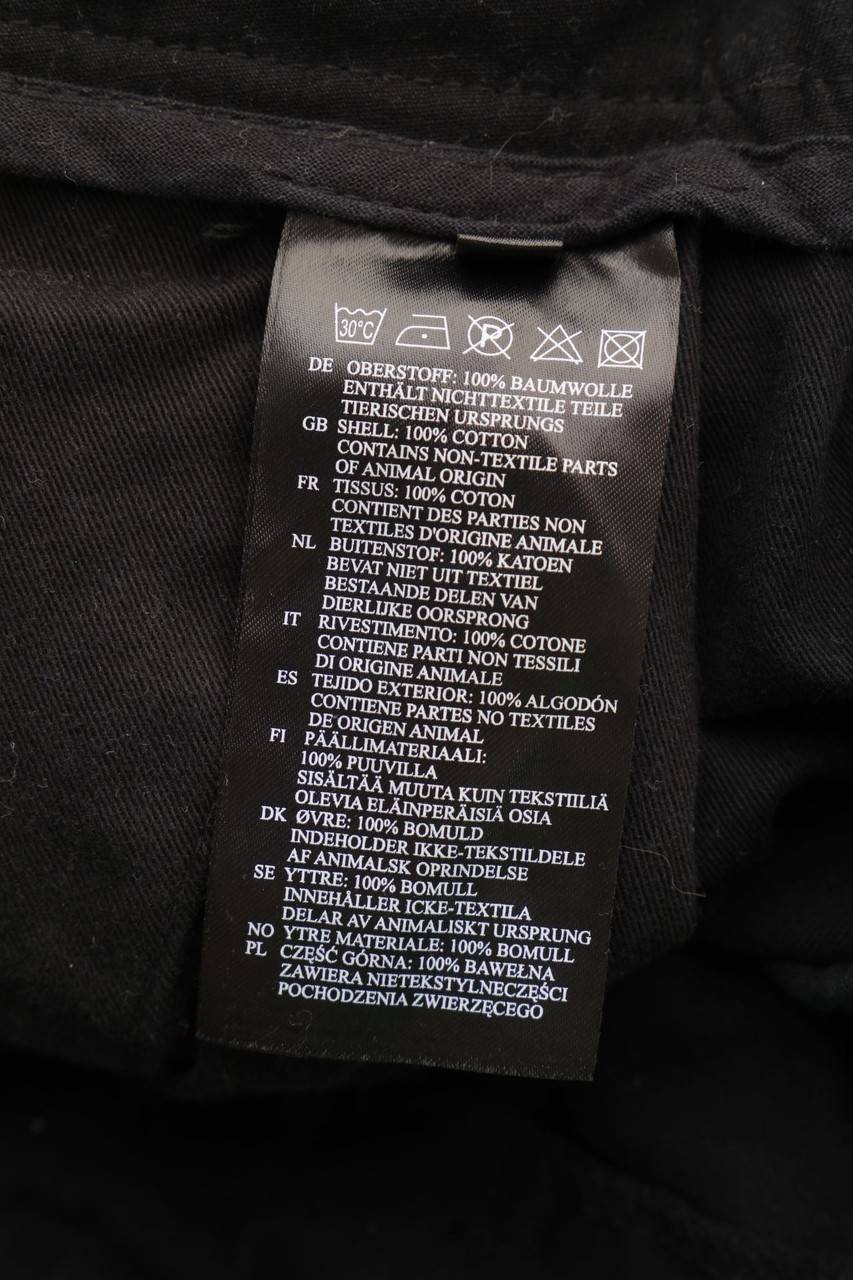 30°C P
DE OBERSTOFF: 100% BAUMWOLLE
ENTHÄLT NICHTTEXTILE TEILE
TIERISCHEN URSPRUNGS
GB SHELL: 100% COTTON
CONTAINS NON-TEXTILE PARTS
OF ANIMAL ORIGIN
FR TISSUS: 100% COTON
CONTIENT DES PARTIES NON
TEXTILES D'ORIGINE ANIMALE
NL BUITENSTOF: 100% KATOEN
BEVAT NIET UIT TEXTIEL
BESTAANDE DELEN VAN
DIERLIJKE OORSPRONG
IT RIVESTIMENTO: 100% COTONE
CONTIENE PARTI NON TESSILI
DI ORIGINE ANIMALE
ES TEJIDO EXTERIOR: 100% ALGODÓN
CONTIENE PARTES NO TEXTILES
DE ORIGEN ANIMAL
FI PÄÄLLIMATERIAALI:
100% PUUVILLA
SISÄLTÄÄ MUUTA KUIN TEKSTIILIÄ
OLEVIA ELÄINPERÄISIÄ OSIA
DK ØVRE: 100% BOMULD
INDEHOLDER IKKE-TEKSTILDELE
AF ANIMALSK OPRINDELSE
SE YTTRE: 100% BOMULL
INNEHÅLLER ICKE-TEXTILA
DELAR AV ANIMALISKT URSPRUNG
NO YTRE MATERIALE: 100% BOMULL
PL CZĘŚĆ GÓRNA: 100% BAWEŁNA
ZAWIERA NIETEKSTYLNECZĘŚCI
POCHODZENIA ZWIERZĘCEGO